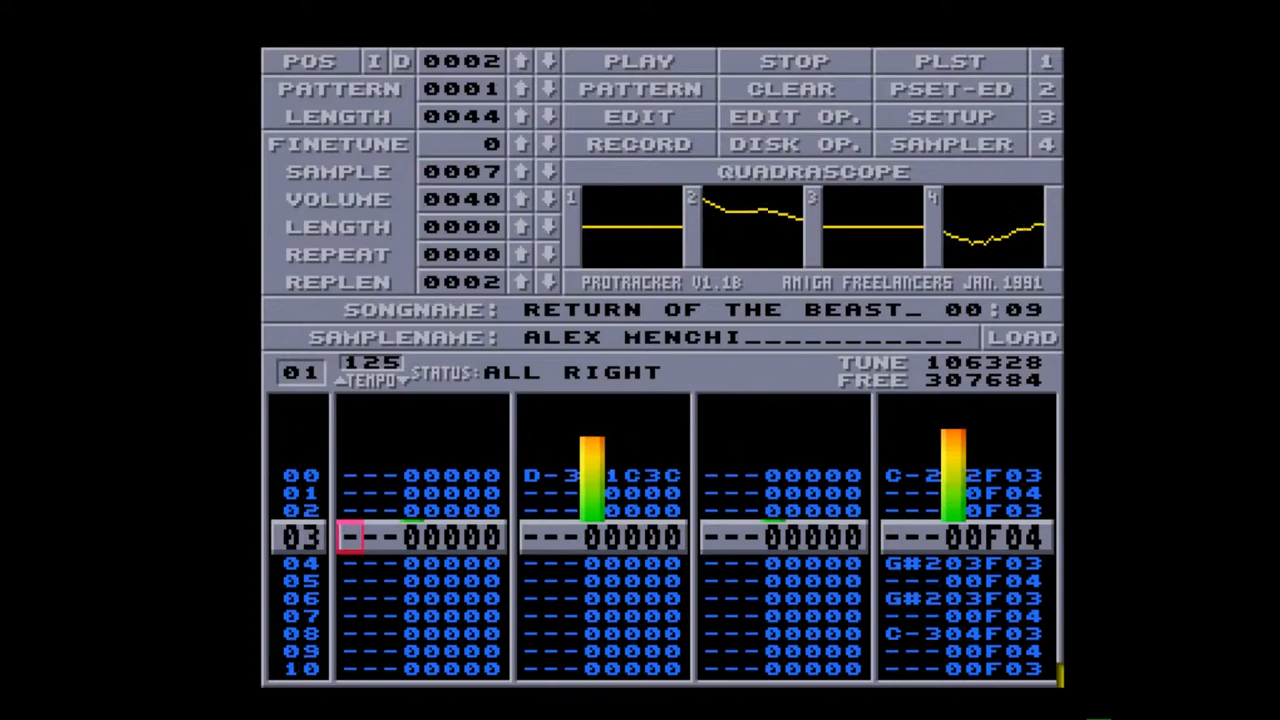 POS I D 0002 PLAY STOP PLST 1
PATTERN 0001 PATTERN CLEAR PSET-ED 2
LENGTH 0044 EDIT EDIT OP. SETUP 3
FINETUNE 0 RECORD DISK OP. SAMPLER 4
SAMPLE 0007 QUADRASCOPE
VOLUME 0040 1 2 3 4
LENGTH 0000
REPEAT 0000
REPLEN 0002 PROTRACKER V1.1B AMIGA FREELANCERS JAN.1991
SONGNAME: RETURN OF THE BEAST_ 00:09
SAMPLENAME: ALEX MENCHI___________ LOAD
01 125 TEMPO STATUS:ALL RIGHT TUNE 106328
FREE 307684
00 ---00000 D-3 1C3C ---00000 C-2 2F03
01 ---00000 --- 0000 ---00000 --- 0F04
02 ---00000 --- 0000 ---00000 --- 0F03
03 ---00000 ---00000 ---00000 ---00F04
04 ---00000 ---00000 ---00000 G#203F03
05 ---00000 ---00000 ---00000 ---00F04
06 ---00000 ---00000 ---00000 G#203F03
07 ---00000 ---00000 ---00000 ---00F04
08 ---00000 ---00000 ---00000 C-304F03
09 ---00000 ---00000 ---00000 ---00F04
10 ---00000 ---00000 ---00000 ---00F03